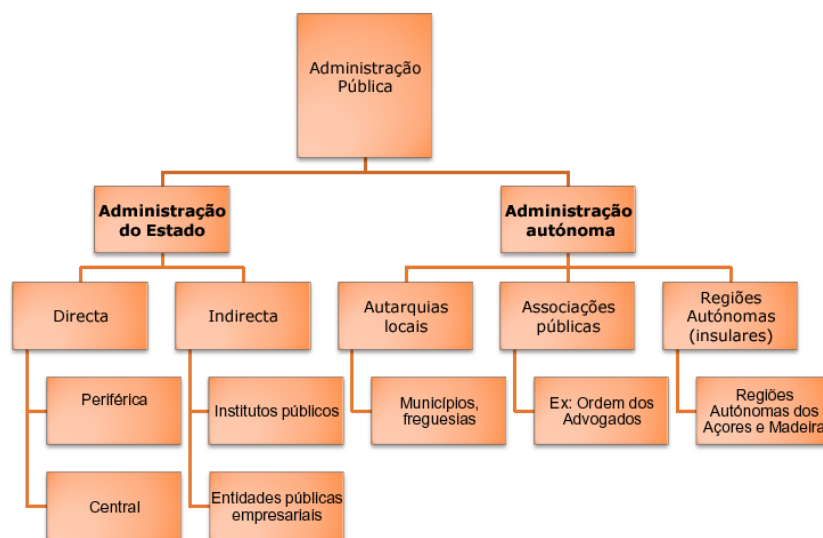 Administração
Pública
Administração
do Estado
Administração
autónoma
Directa
Indirecta
Autarquias
locais
Associações
públicas
Regiões
Autónomas
(insulares)
Periférica
Institutos públicos
Municípios,
freguesias
Ex: Ordem dos
Advogados
Regiões
Autónomas dos
Açores e Madeira
Central
Entidades públicas
empresariais